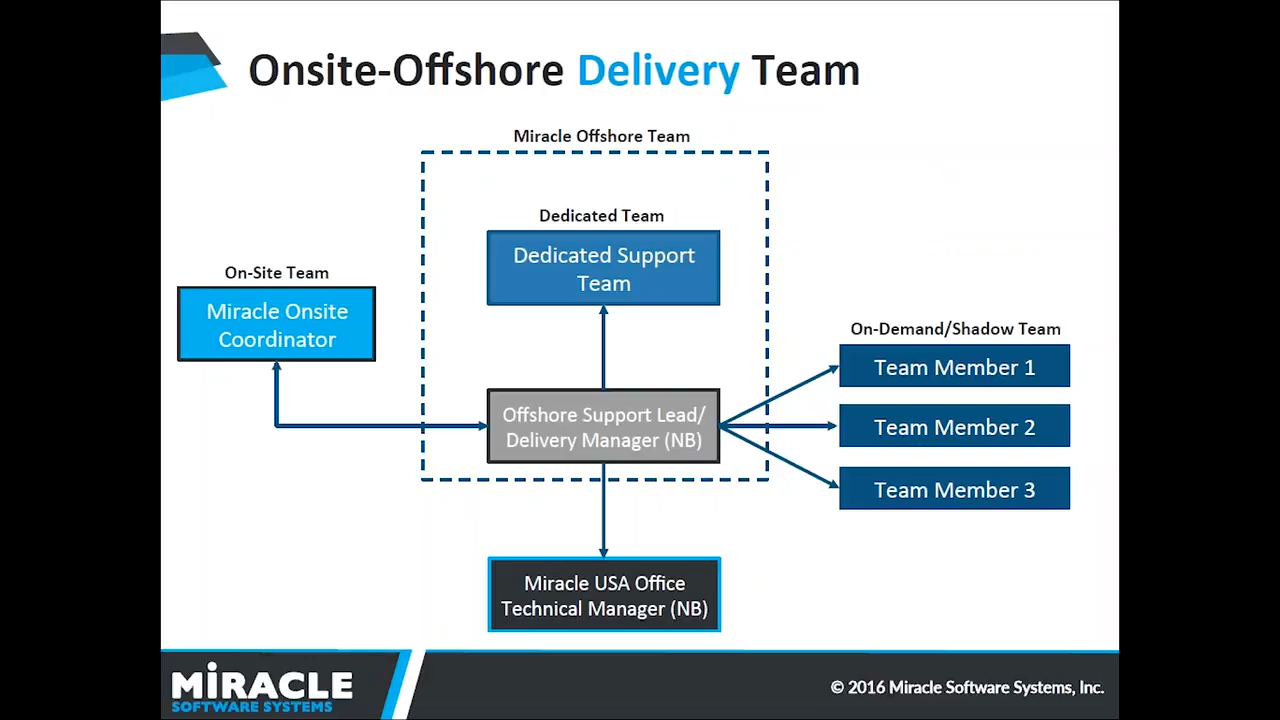 Onsite-Offshore Delivery Team
Miracle Offshore Team
Dedicated Team
Dedicated Support
Team
On-Site Team
Miracle Onsite
Coordinator
On-Demand/Shadow Team
Team Member 1
Team Member 2
Team Member 3
Offshore Support Lead/
Delivery Manager (NB)
Miracle USA Office
Technical Manager (NB)
MiRACLE
SOFTWARE SYSTEMS
© 2016 Miracle Software Systems, Inc.